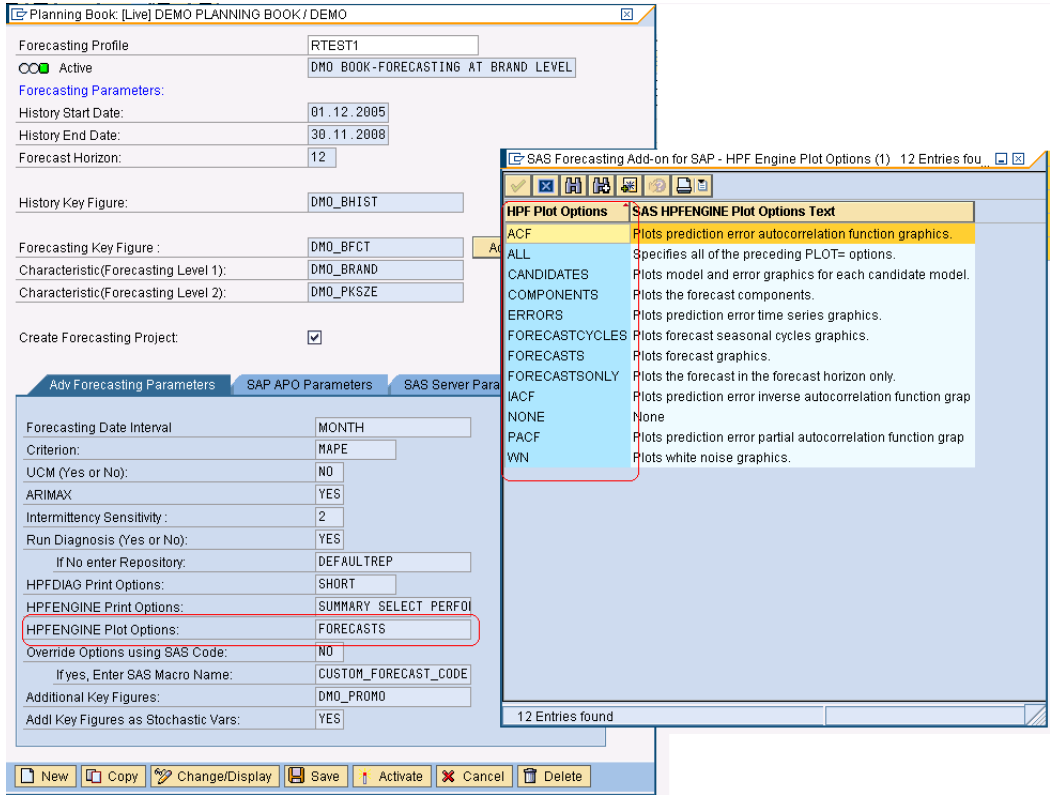 Planning Book: [Live] DEMO PLANNING BOOK / DEMO
Forecasting Profile RTEST1
Active DMO BOOK-FORECASTING AT BRAND LEVEL
Forecasting Parameters:
History Start Date: 01.12.2005
History End Date: 30.11.2008
Forecast Horizon: 12
History Key Figure: DMO_BHIST
Forecasting Key Figure : DMO_BFCT
Characteristic(Forecasting Level 1): DMO_BRAND
Characteristic(Forecasting Level 2): DMO_PKSZE
Create Forecasting Project:
Adv Forecasting Parameters SAP APO Parameters SAS Server Para
Forecasting Date Interval MONTH
Criterion: MAPE
UCM (Yes or No): NO
ARIMAX YES
Intermittency Sensitivity : 2
Run Diagnosis (Yes or No): YES
If No enter Repository: DEFAULTREP
HPFDIAG Print Options: SHORT
HPFENGINE Print Options: SUMMARY SELECT PERFO
HPFENGINE Plot Options: FORECASTS
Override Options using SAS Code: NO
If yes, Enter SAS Macro Name: CUSTOM_FORECAST_CODE
Additional Key Figures: DMO_PROMO
Addl Key Figures as Stochastic Vars: YES
New Copy Change/Display Save Activate Cancel Delete
SAS Forecasting Add-on for SAP - HPF Engine Plot Options (1) 12 Entries fou
HPF Plot Options SAS HPFENGINE Plot Options Text
ACF Plots prediction error autocorrelation function graphics.
ALL Specifies all of the preceding PLOT= options.
CANDIDATES Plots model and error graphics for each candidate model.
COMPONENTS Plots the forecast components.
ERRORS Plots prediction error time series graphics.
FORECASTCYCLES Plots forecast seasonal cycles graphics.
FORECASTS Plots forecast graphics.
FORECASTSONLY Plots the forecast in the forecast horizon only.
IACF Plots prediction error inverse autocorrelation function grap
NONE None
PACF Plots prediction error partial autocorrelation function grap
WN Plots white noise graphics.
12 Entries found